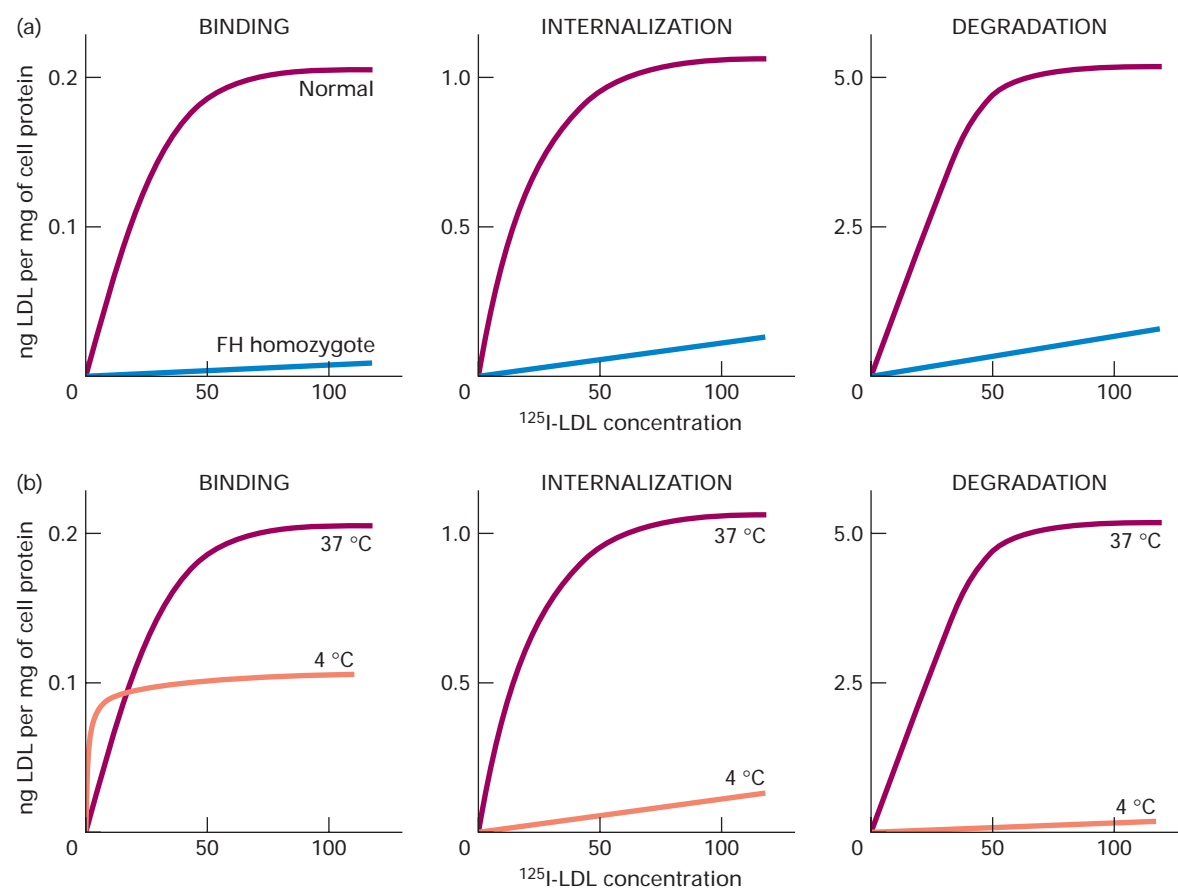 (a)
BINDING
INTERNALIZATION
DEGRADATION
ng LDL per mg of cell protein
0.2
0.1
0
50
100
Normal
FH homozygote
1.0
0.5
0
50
100
5.0
2.5
0
50
100
¹²⁵I-LDL concentration
(b)
BINDING
INTERNALIZATION
DEGRADATION
ng LDL per mg of cell protein
0.2
0.1
0
50
100
37 °C
4 °C
1.0
0.5
0
50
100
37 °C
4 °C
5.0
2.5
0
50
100
37 °C
4 °C
¹²⁵I-LDL concentration